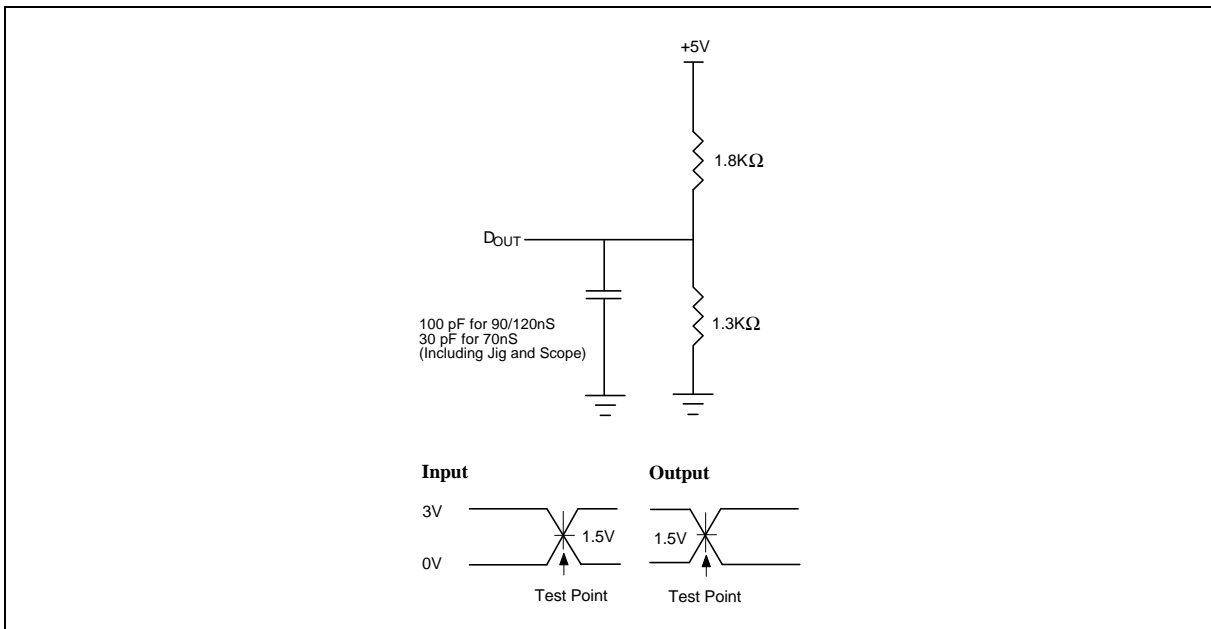 +5V
1.8KΩ
DOUT
100 pF for 90/120nS
30 pF for 70nS
(Including Jig and Scope)
1.3KΩ
Input
Output
3V
1.5V
1.5V
0V
Test Point
Test Point